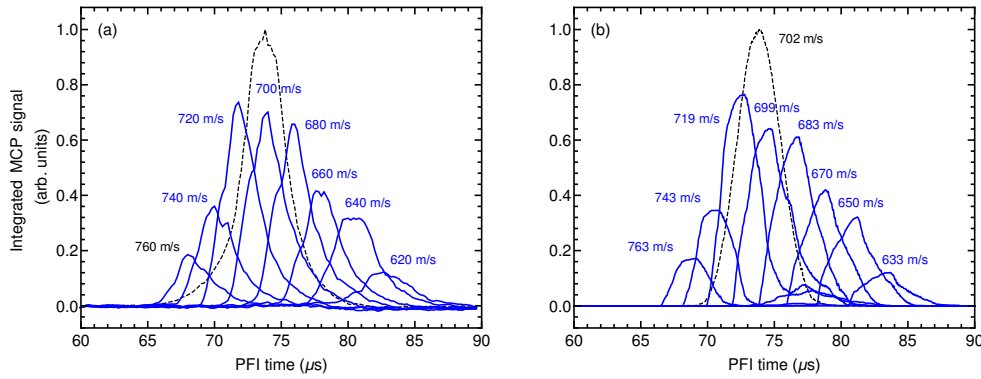 (a)
(b)
Integrated MCP signal
(arb. units)
1.0
0.8
0.6
0.4
0.2
0.0
720 m/s
700 m/s
680 m/s
660 m/s
740 m/s
640 m/s
760 m/s
620 m/s
60 65 70 75 80 85 90
PFI time (µs)
1.0
0.8
0.6
0.4
0.2
0.0
702 m/s
719 m/s
699 m/s
683 m/s
670 m/s
743 m/s
650 m/s
763 m/s
633 m/s
60 65 70 75 80 85 90
PFI time (µs)